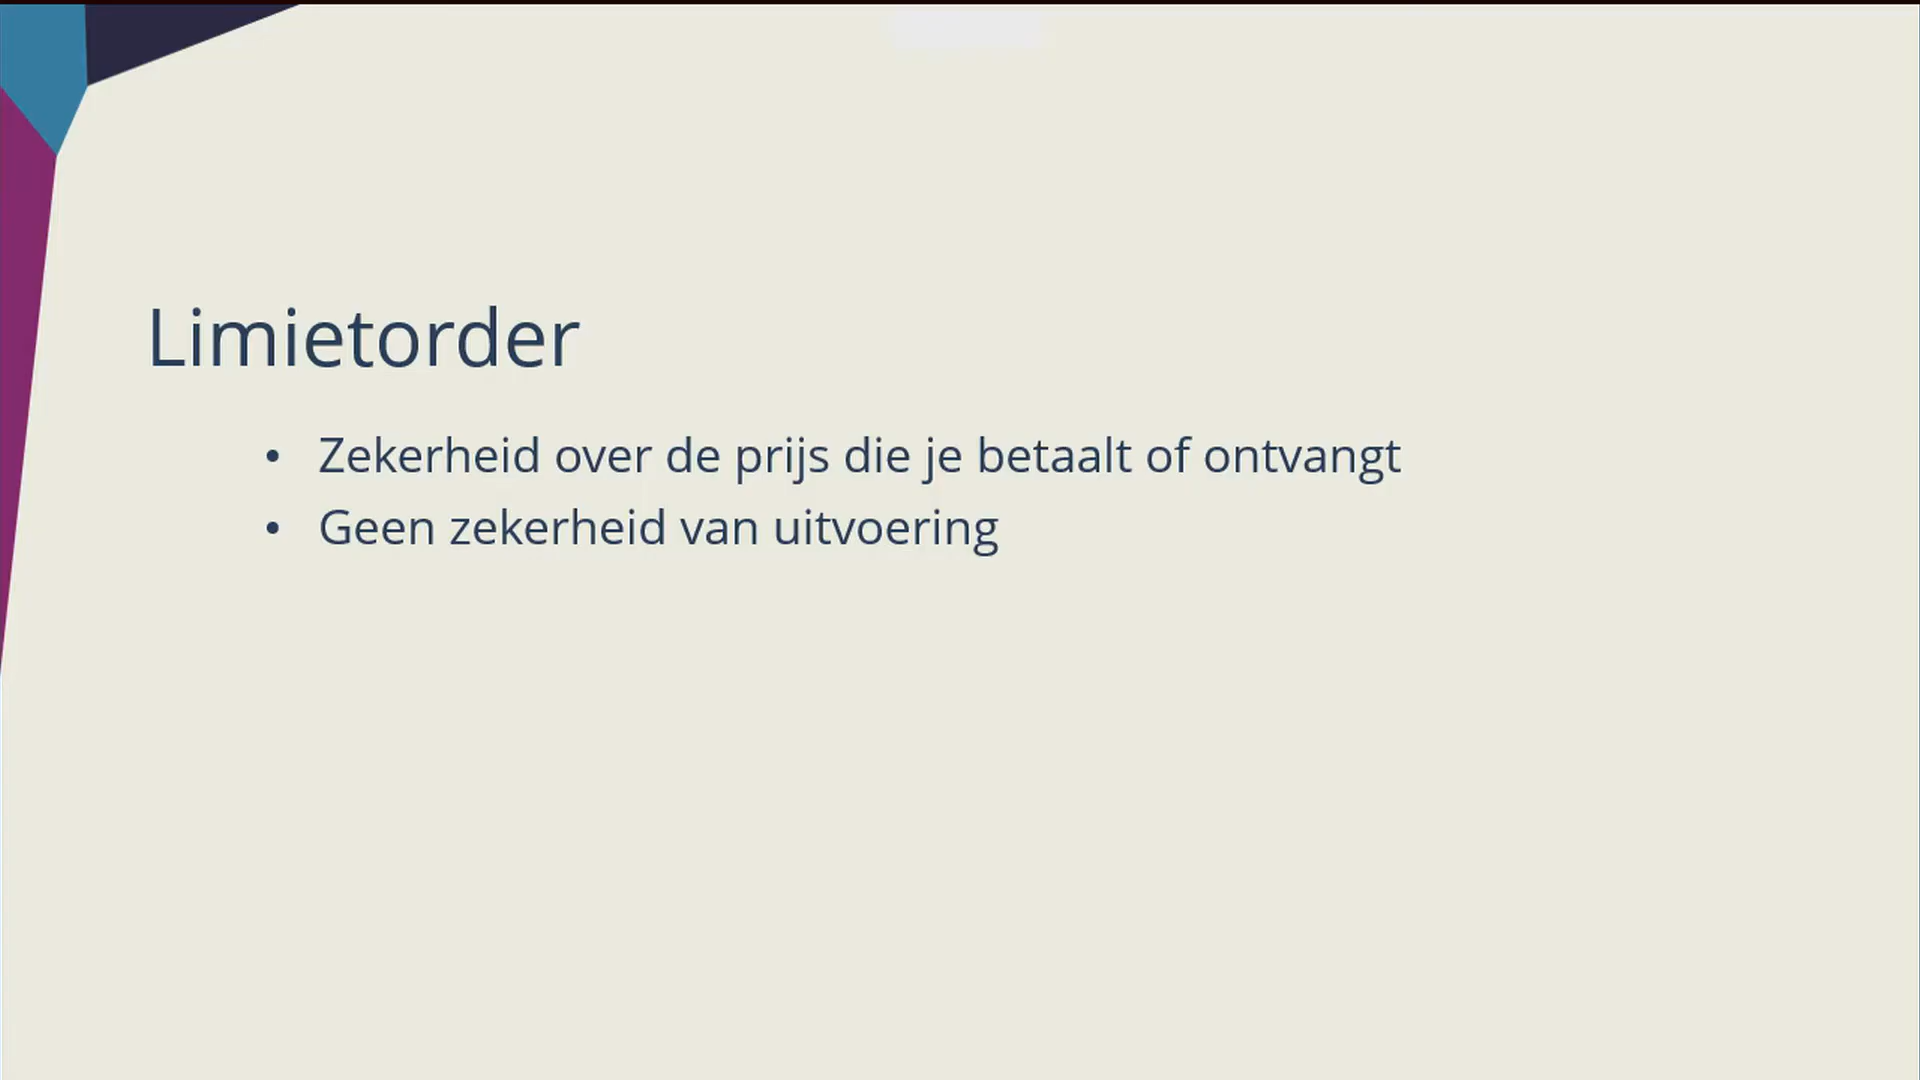 Limietorder
• Zekerheid over de prijs die je betaalt of ontvangt
• Geen zekerheid van uitvoering